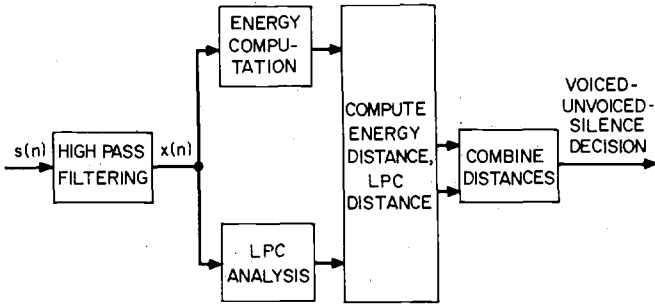 ENERGY
COMPU-
TATION
s(n)
HIGH PASS
FILTERING
x(n)
LPC
ANALYSIS
COMPUTE
ENERGY
DISTANCE,
LPC
DISTANCE
COMBINE
DISTANCES
VOICED-
UNVOICED-
SILENCE
DECISION